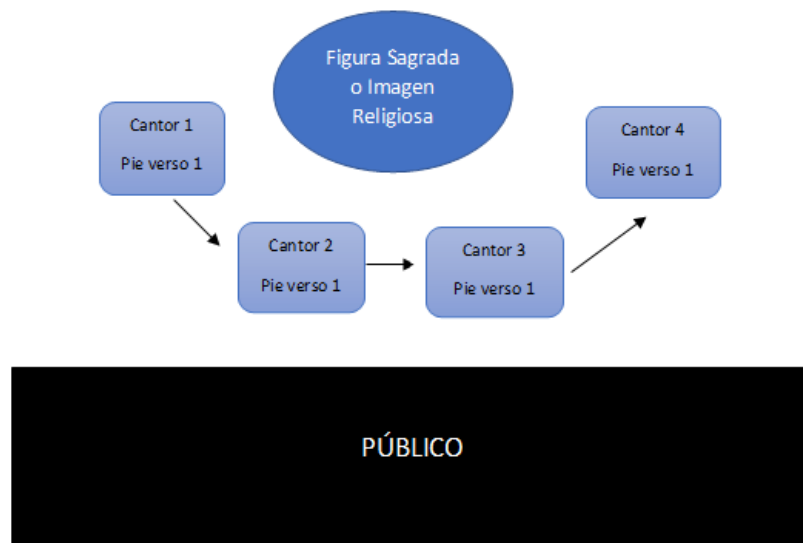 Figura Sagrada
o Imagen
Religiosa
Cantor 1
Pie verso 1
Cantor 2
Pie verso 1
Cantor 3
Pie verso 1
Cantor 4
Pie verso 1
PÚBLICO